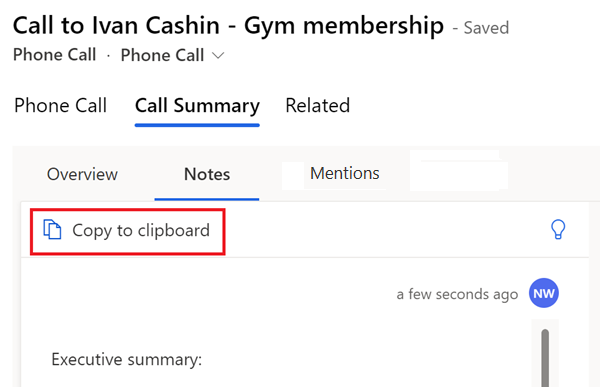 Call to Ivan Cashin - Gym membership - Saved
Phone Call · Phone Call
Phone Call Call Summary Related
Overview Notes Mentions
Copy to clipboard
a few seconds ago NW
Executive summary: